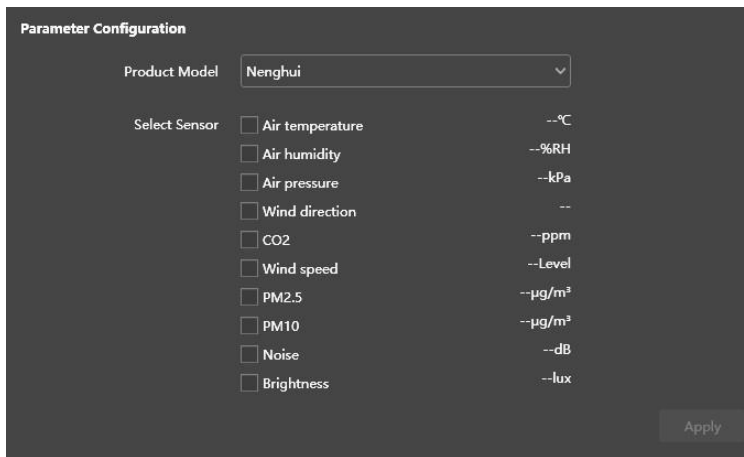 Parameter Configuration
Product Model Nenghui
Select Sensor Air temperature --℃
Air humidity --%RH
Air pressure --kPa
Wind direction --
CO2 --ppm
Wind speed --Level
PM2.5 --μg/m³
PM10 --μg/m³
Noise --dB
Brightness --lux
Apply